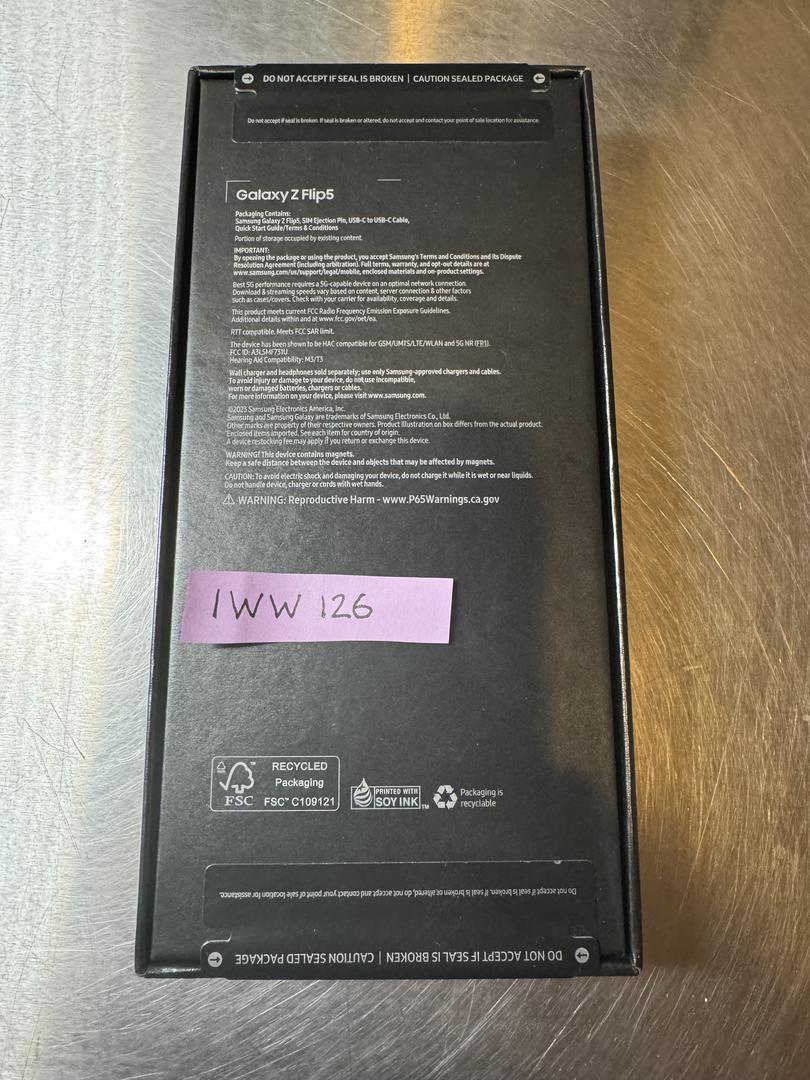 DO NOT ACCEPT IF SEAL IS BROKEN | CAUTION SEALED PACKAGE
Do not accept if seal is broken. If seal is broken or altered, do not accept and contact your point of sale location for assistance.
Galaxy Z Flip5
Packaging Contains:
Samsung Galaxy Z Flip5, SIM Ejection Pin, USB-C to USB-C Cable,
Quick Start Guide/Terms & Conditions
Portion of storage occupied by existing content.
IMPORTANT:
By opening the package or using the product, you accept Samsung's Terms and Conditions and its Dispute
Resolution Agreement (including arbitration). Full terms, warranty, and opt-out details are at
www.samsung.com/us/support/legal/mobile, enclosed materials and on-product settings.
Best 5G performance requires a 5G-capable device on an optimal network connection.
Download & streaming speeds vary based on content, server connection & other factors
such as cases/covers. Check with your carrier for availability, coverage and details.
This product meets current FCC Radio Frequency Emission Exposure Guidelines.
Additional details within and at www.fcc.gov/oet/ea.
RTT compatible. Meets FCC SAR limit.
The device has been shown to be HAC compatible for GSM/UMTS/LTE/WLAN and 5G NR (FR1).
FCC ID: A3LSMF731U
Hearing Aid Compatibility: M3/T3
Wall charger and headphones sold separately; use only Samsung-approved chargers and cables.
To avoid injury or damage to your device, do not use incompatible,
worn or damaged batteries, chargers or cables.
For more information on your device, please visit www.samsung.com.
©2023 Samsung Electronics America, Inc.
Samsung and Samsung Galaxy are trademarks of Samsung Electronics Co., Ltd.
Other marks are property of their respective owners. Product illustration on box differs from the actual product.
Enclosed items imported. See each item for country of origin.
A device restocking fee may apply if you return or exchange this device.
WARNING! This device contains magnets.
Keep a safe distance between the device and objects that may be affected by magnets.
CAUTION: To avoid electric shock and damaging your device, do not charge it while it is wet or near liquids.
Do not handle device, charger or cords with wet hands.
⚠ WARNING: Reproductive Harm - www.P65Warnings.ca.gov
IWW 126
RECYCLED
Packaging
FSC™ C109121
FSC
PRINTED WITH
SOY INK™
Packaging is
recyclable
Do not accept if seal is broken. If seal is broken or altered, do not accept and contact your point of sale location for assistance.
DO NOT ACCEPT IF SEAL IS BROKEN | CAUTION SEALED PACKAGE